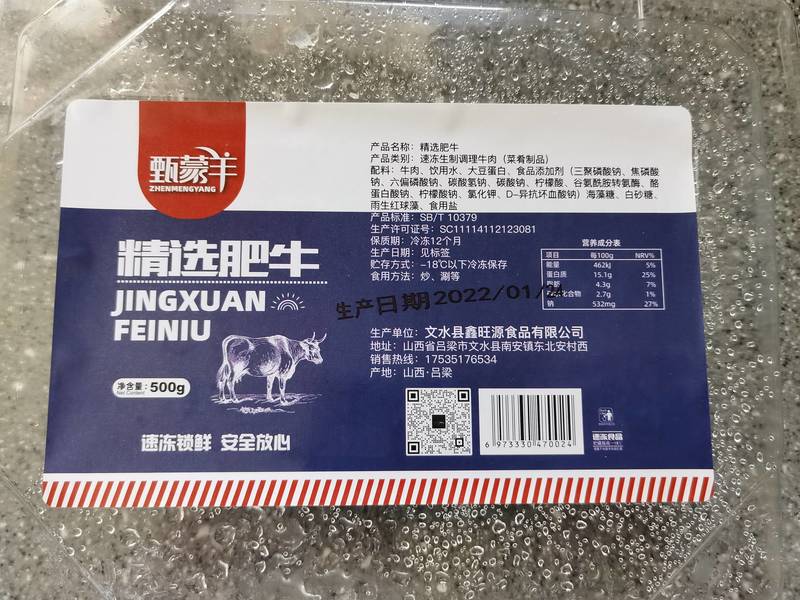 甄蒙羊
ZHENMENGYANG
精选肥牛
JINGXUAN
FEINIU
净含量:
Net Content
500g
速冻锁鲜 安全放心
产品名称: 精选肥牛
产品类别: 速冻生制调理牛肉（菜肴制品）
配料: 牛肉、饮用水、大豆蛋白、食品添加剂（三聚磷酸钠、焦磷酸
钠、六偏磷酸钠、碳酸氢钠、碳酸钠、柠檬酸、谷氨酰胺转氨酶、酪
蛋白酸钠、柠檬酸钠、氯化钾、D-异抗坏血酸钠）海藻糖、白砂糖、
雨生红球藻、食用盐
产品标准: SB/T 10379
生产许可证号: SC11114112123081
保质期: 冷冻12个月
生产日期: 见标签
贮存方式: -18℃以下冷冻保存
食用方法: 炒、涮等
生产日期2022/01/24
营养成分表
项目 每100g NRV%
能量 462kJ 5%
蛋白质 15.1g 25%
脂肪 4.3g 7%
化合物 2.7g 1%
钠 532mg 27%
生产单位: 文水县鑫旺源食品有限公司
地址: 山西省吕梁市文水县南安镇东北安村西
销售热线: 17535176534
产地: 山西·吕梁
6 973330 470024
速冻食品